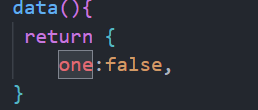 data(){
return {
one:false,
}